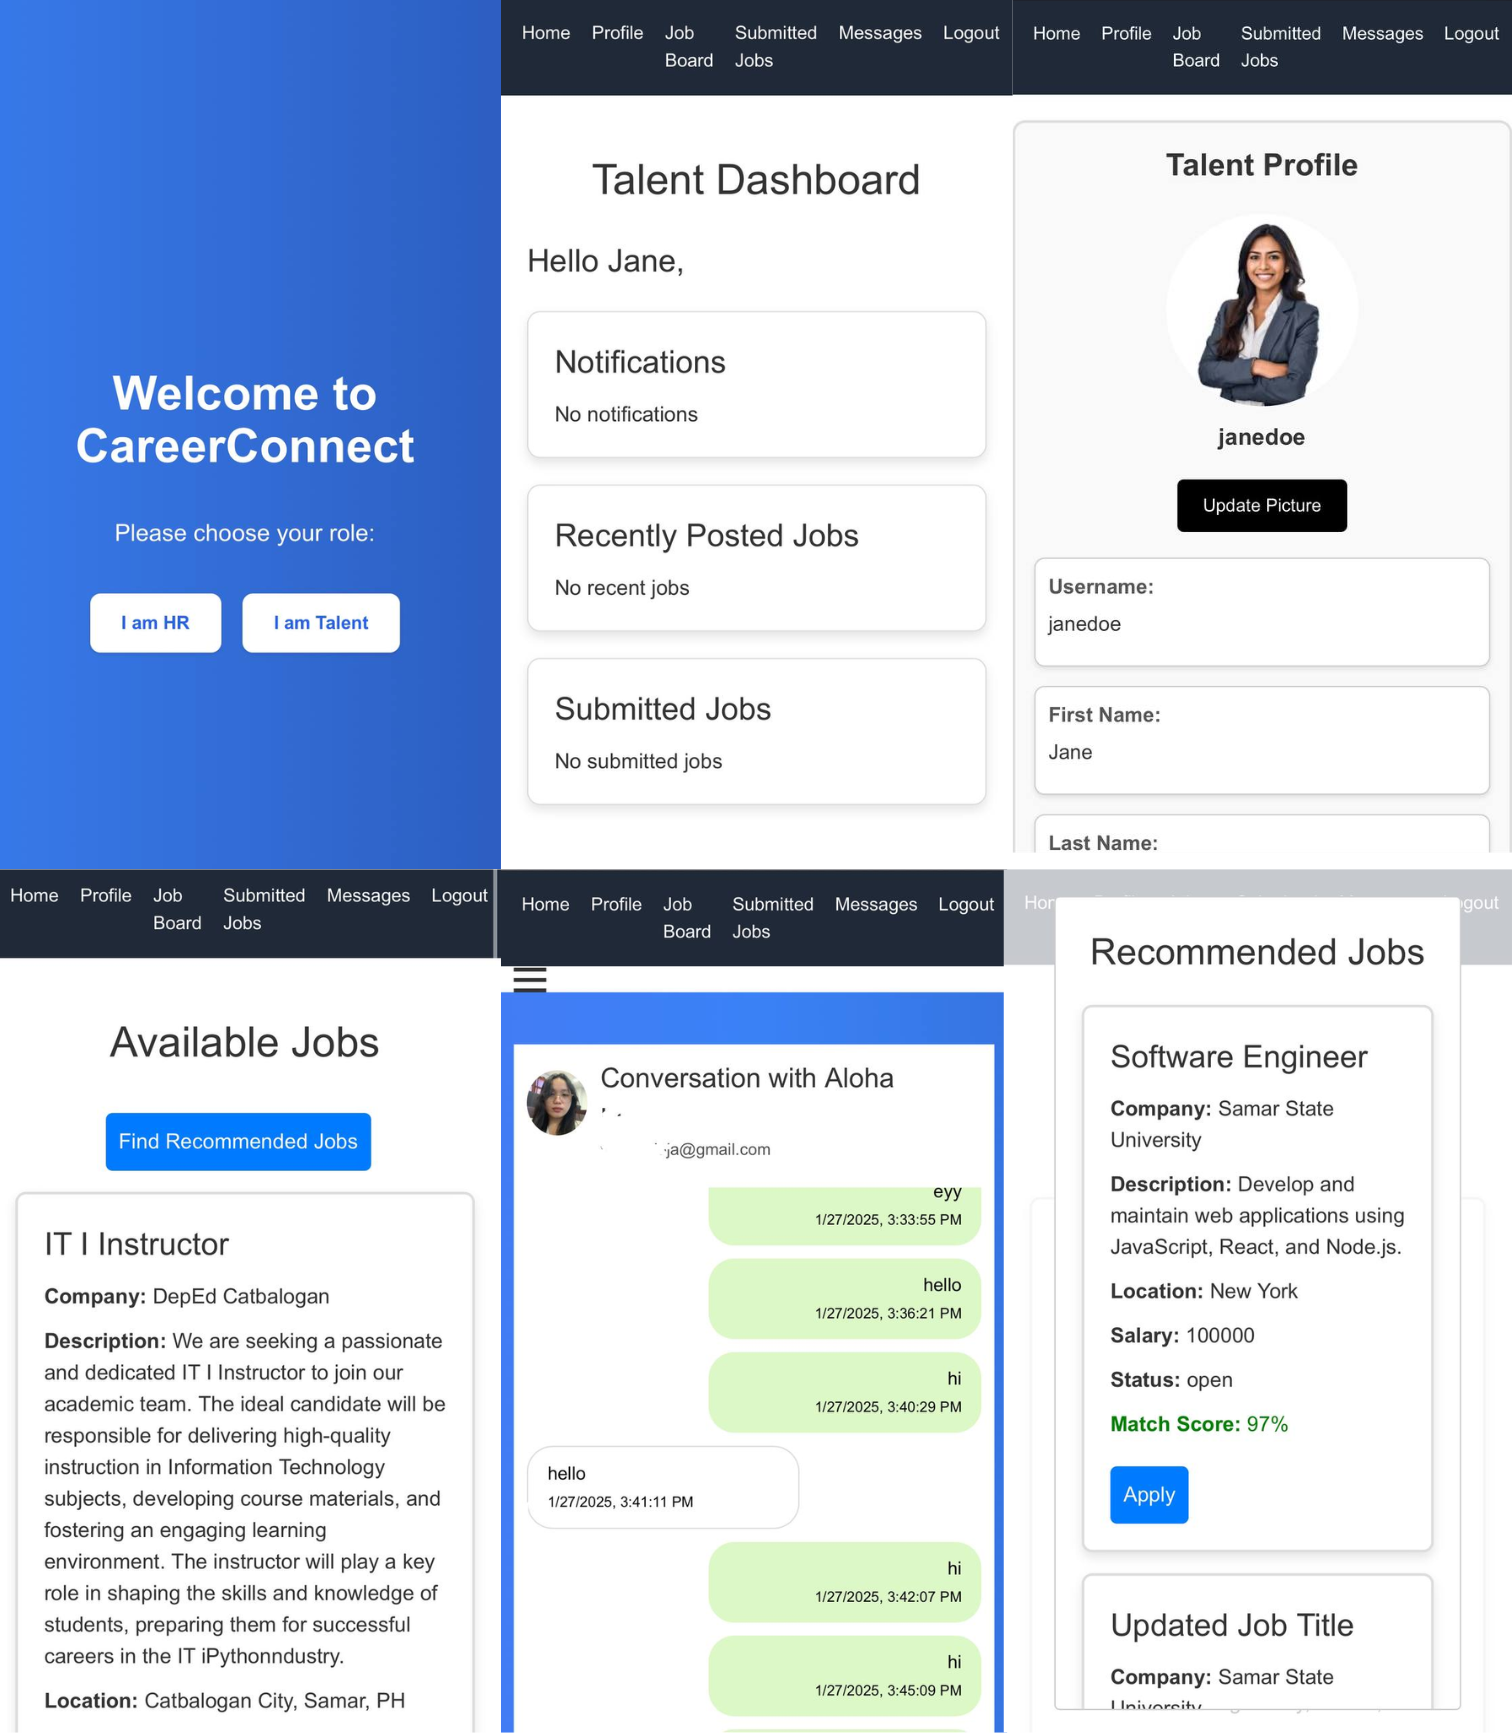 Welcome to
CareerConnect
Please choose your role:
I am HR
I am Talent
Home Profile Job Board Submitted Jobs Messages Logout
Talent Dashboard
Hello Jane,
Notifications
No notifications
Recently Posted Jobs
No recent jobs
Submitted Jobs
No submitted jobs
Home Profile Job Board Submitted Jobs Messages Logout
Talent Profile
janedoe
Update Picture
Username:
janedoe
First Name:
Jane
Last Name:
Home Profile Job Board Submitted Jobs Messages Logout
Available Jobs
Find Recommended Jobs
IT I Instructor
Company: DepEd Catbalogan
Description: We are seeking a passionate
and dedicated IT I Instructor to join our
academic team. The ideal candidate will be
responsible for delivering high-quality
instruction in Information Technology
subjects, developing course materials, and
fostering an engaging learning
environment. The instructor will play a key
role in shaping the skills and knowledge of
students, preparing them for successful
careers in the IT iPythonndustry.
Location: Catbalogan City, Samar, PH
Home Profile Job Board Submitted Jobs Messages Logout
Conversation with Aloha
ja@gmail.com
eyy
1/27/2025, 3:33:55 PM
hello
1/27/2025, 3:36:21 PM
hi
1/27/2025, 3:40:29 PM
hello
1/27/2025, 3:41:11 PM
hi
1/27/2025, 3:42:07 PM
hi
1/27/2025, 3:45:09 PM
Recommended Jobs
Software Engineer
Company: Samar State
University
Description: Develop and
maintain web applications using
JavaScript, React, and Node.js.
Location: New York
Salary: 100000
Status: open
Match Score: 97%
Apply
Updated Job Title
Company: Samar State
University